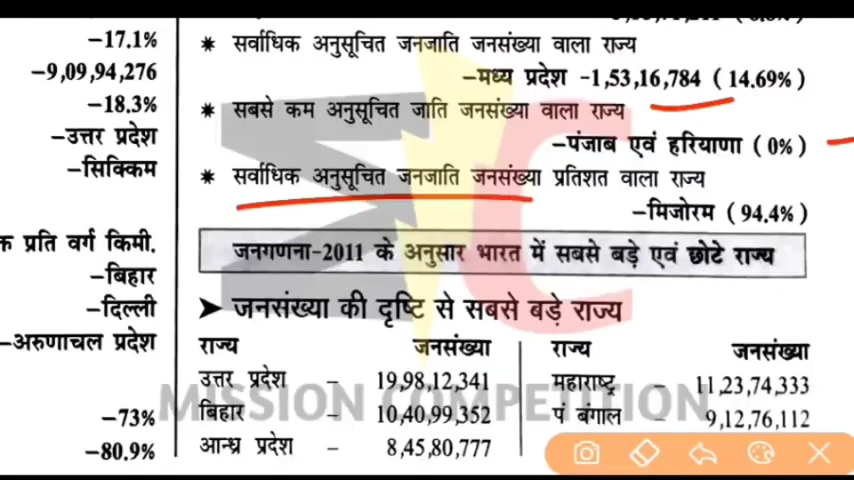 -17.1%
-9,09,94,276
-18.3%
-उत्तर प्रदेश
-सिक्किम
प्रति वर्ग किमी.
-बिहार
-दिल्ली
-अरुणाचल प्रदेश
-73%
-80.9%
* सर्वाधिक अनुसूचित जनजाति जनसंख्या वाला राज्य
-मध्य प्रदेश -1,53,16,784 ( 14.69%)
* सबसे कम अनुसूचित जाति जनसंख्या वाला राज्य
-पंजाब एवं हरियाणा ( 0%)
* सर्वाधिक अनुसूचित जनजाति जनसंख्या प्रतिशत वाला राज्य
-मिजोरम ( 94.4%)
जनगणना-2011 के अनुसार भारत में सबसे बड़े एवं छोटे राज्य
➤ जनसंख्या की दृष्टि से सबसे बड़े राज्य
राज्य जनसंख्या राज्य जनसंख्या
उत्तर प्रदेश – 19,98,12,341 महाराष्ट्र – 11,23,74,333
बिहार – 10,40,99,352 पं बंगाल – 9,12,76,112
आन्ध्र प्रदेश – 8,45,80,777
MISSION COMPETITION